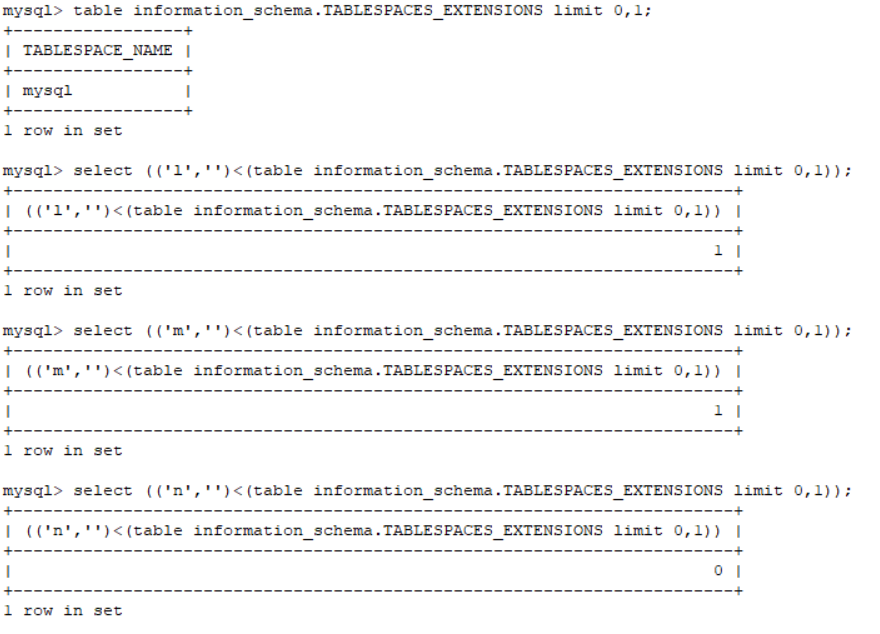 mysql> table information_schema.TABLESPACES_EXTENSIONS limit 0,1;
+-----------------+
| TABLESPACE_NAME |
+-----------------+
| mysql           |
+-----------------+
1 row in set
mysql> select (('l','')<(table information_schema.TABLESPACES_EXTENSIONS limit 0,1));
+------------------------------------------------------------------------+
| (('l','')<(table information_schema.TABLESPACES_EXTENSIONS limit 0,1)) |
+------------------------------------------------------------------------+
|                                                                      1 |
+------------------------------------------------------------------------+
1 row in set
mysql> select (('m','')<(table information_schema.TABLESPACES_EXTENSIONS limit 0,1));
+------------------------------------------------------------------------+
| (('m','')<(table information_schema.TABLESPACES_EXTENSIONS limit 0,1)) |
+------------------------------------------------------------------------+
|                                                                      1 |
+------------------------------------------------------------------------+
1 row in set
mysql> select (('n','')<(table information_schema.TABLESPACES_EXTENSIONS limit 0,1));
+------------------------------------------------------------------------+
| (('n','')<(table information_schema.TABLESPACES_EXTENSIONS limit 0,1)) |
+------------------------------------------------------------------------+
|                                                                      0 |
+------------------------------------------------------------------------+
1 row in set